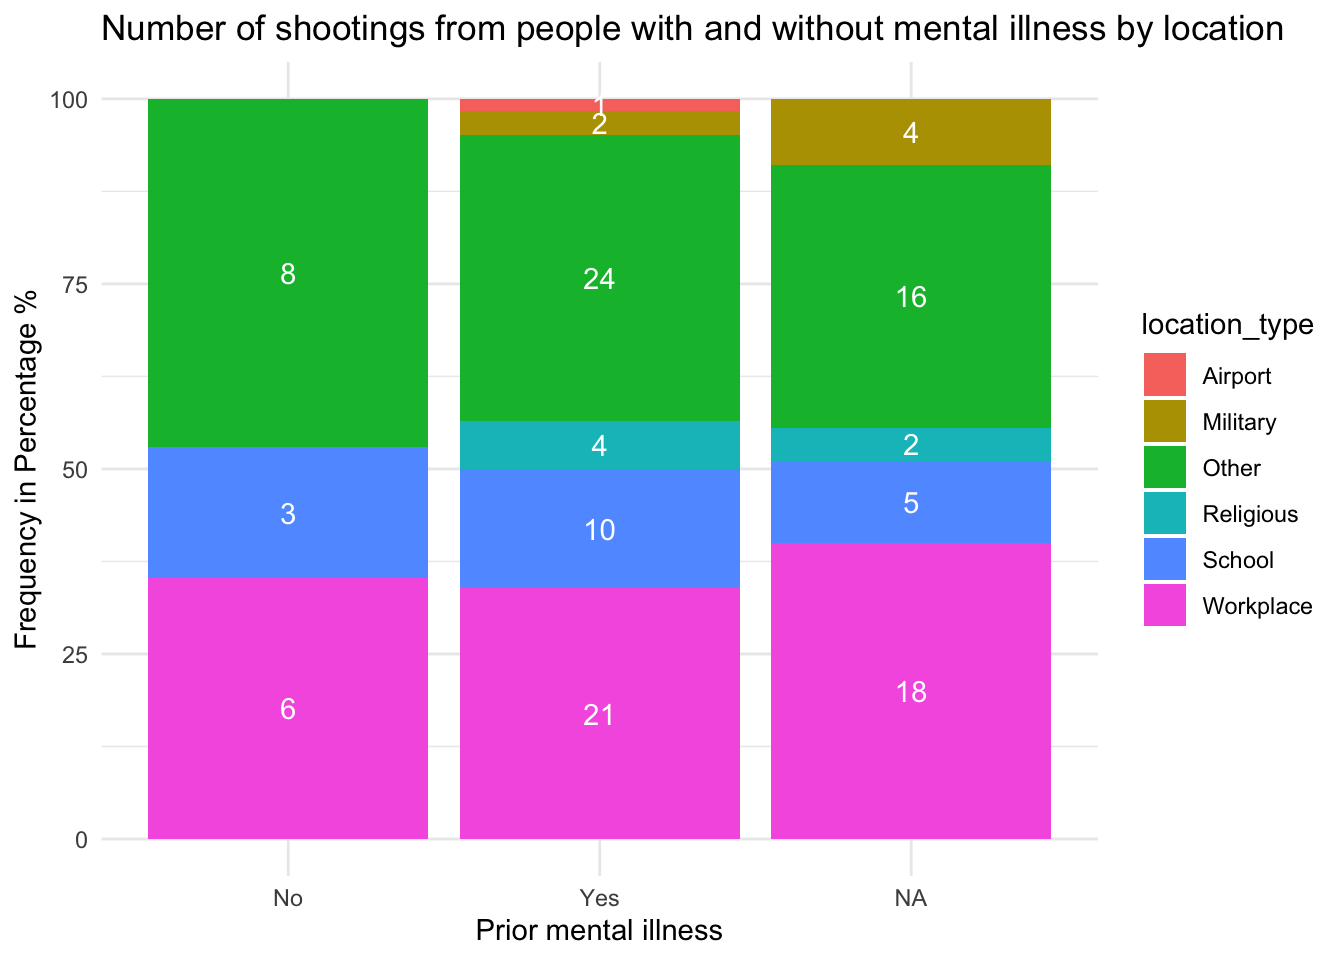 Number of shootings from people with and without mental illness by location
Frequency in Percentage %
100
75
50
25
0
8
3
6
1
2
24
4
10
21
4
16
2
5
18
No
Yes
NA
Prior mental illness
location_type
Airport
Military
Other
Religious
School
Workplace